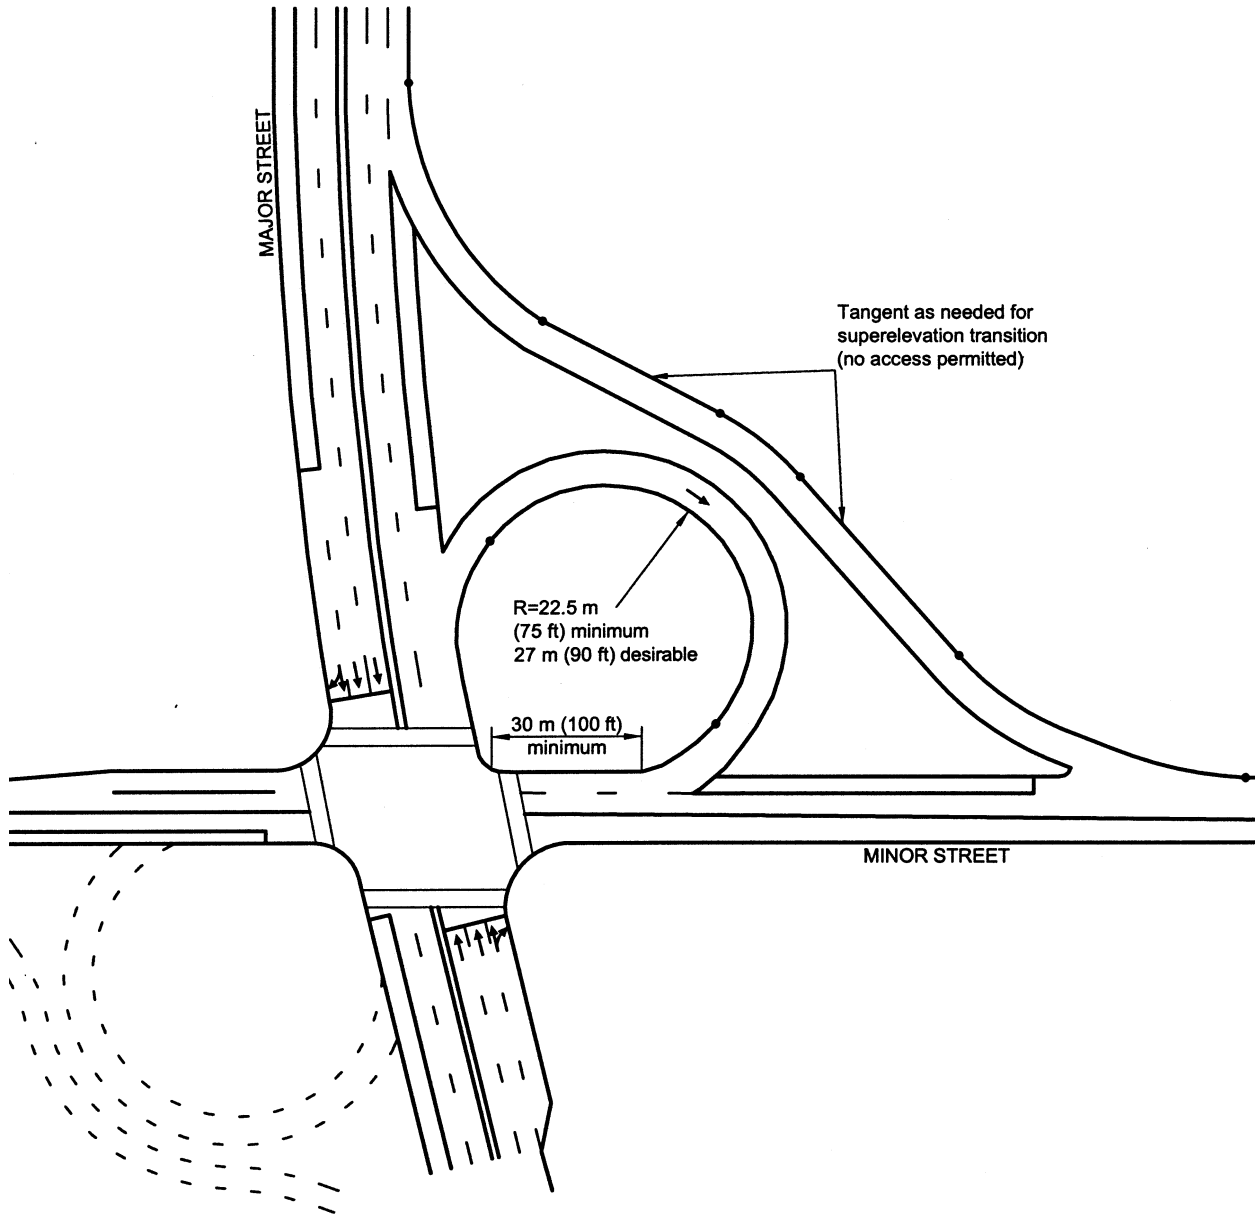 MAJOR STREET
Tangent as needed for
superelevation transition
(no access permitted)
R=22.5 m
(75 ft) minimum
27 m (90 ft) desirable
30 m (100 ft)
minimum
MINOR STREET